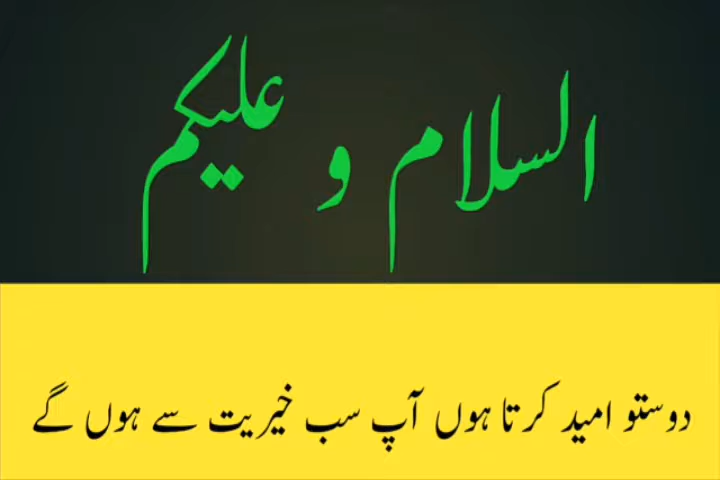 السلام و علیکم
دوستو امید کرتا ہوں آپ سب خیریت سے ہوں گے